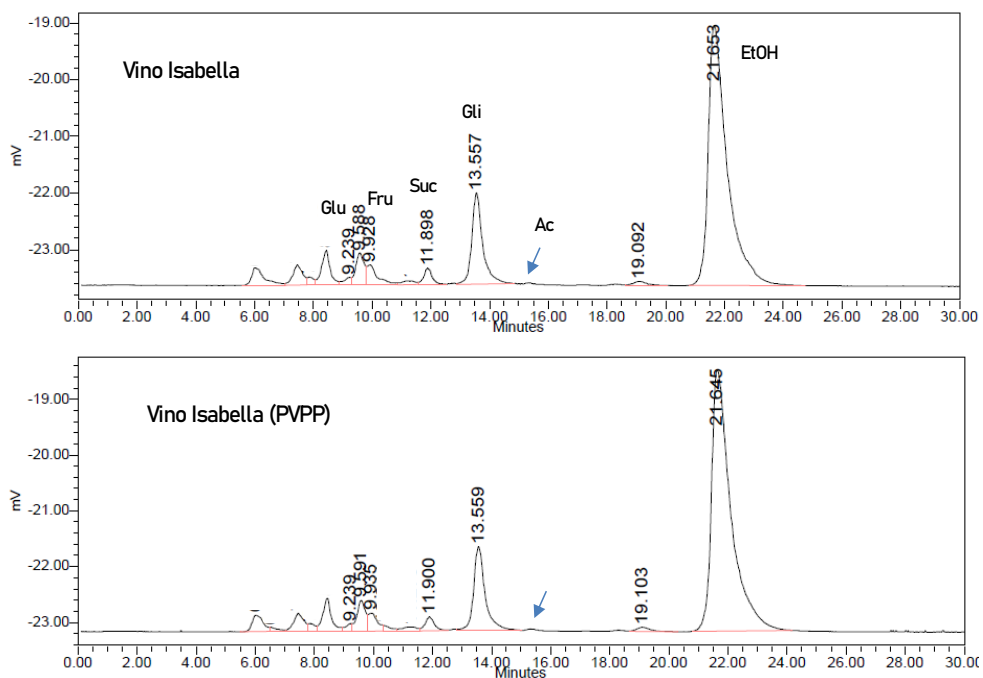 -19.00
-20.00
-21.00
-22.00
-23.00
mV
Vino Isabella
Glu
9.239
9.588
Fru
9.928
Suc
11.898
Gli
13.557
Ac
19.092
21.653
EtOH
0.00 2.00 4.00 6.00 8.00 10.00 12.00 14.00 16.00 18.00 20.00 22.00 24.00 26.00 28.00 30.00
Minutes
-19.00
-20.00
-21.00
-22.00
-23.00
mV
Vino Isabella (PVPP)
9.239
9.591
9.935
11.900
13.559
19.103
21.645
0.00 2.00 4.00 6.00 8.00 10.00 12.00 14.00 16.00 18.00 20.00 22.00 24.00 26.00 28.00 30.00
Minutes